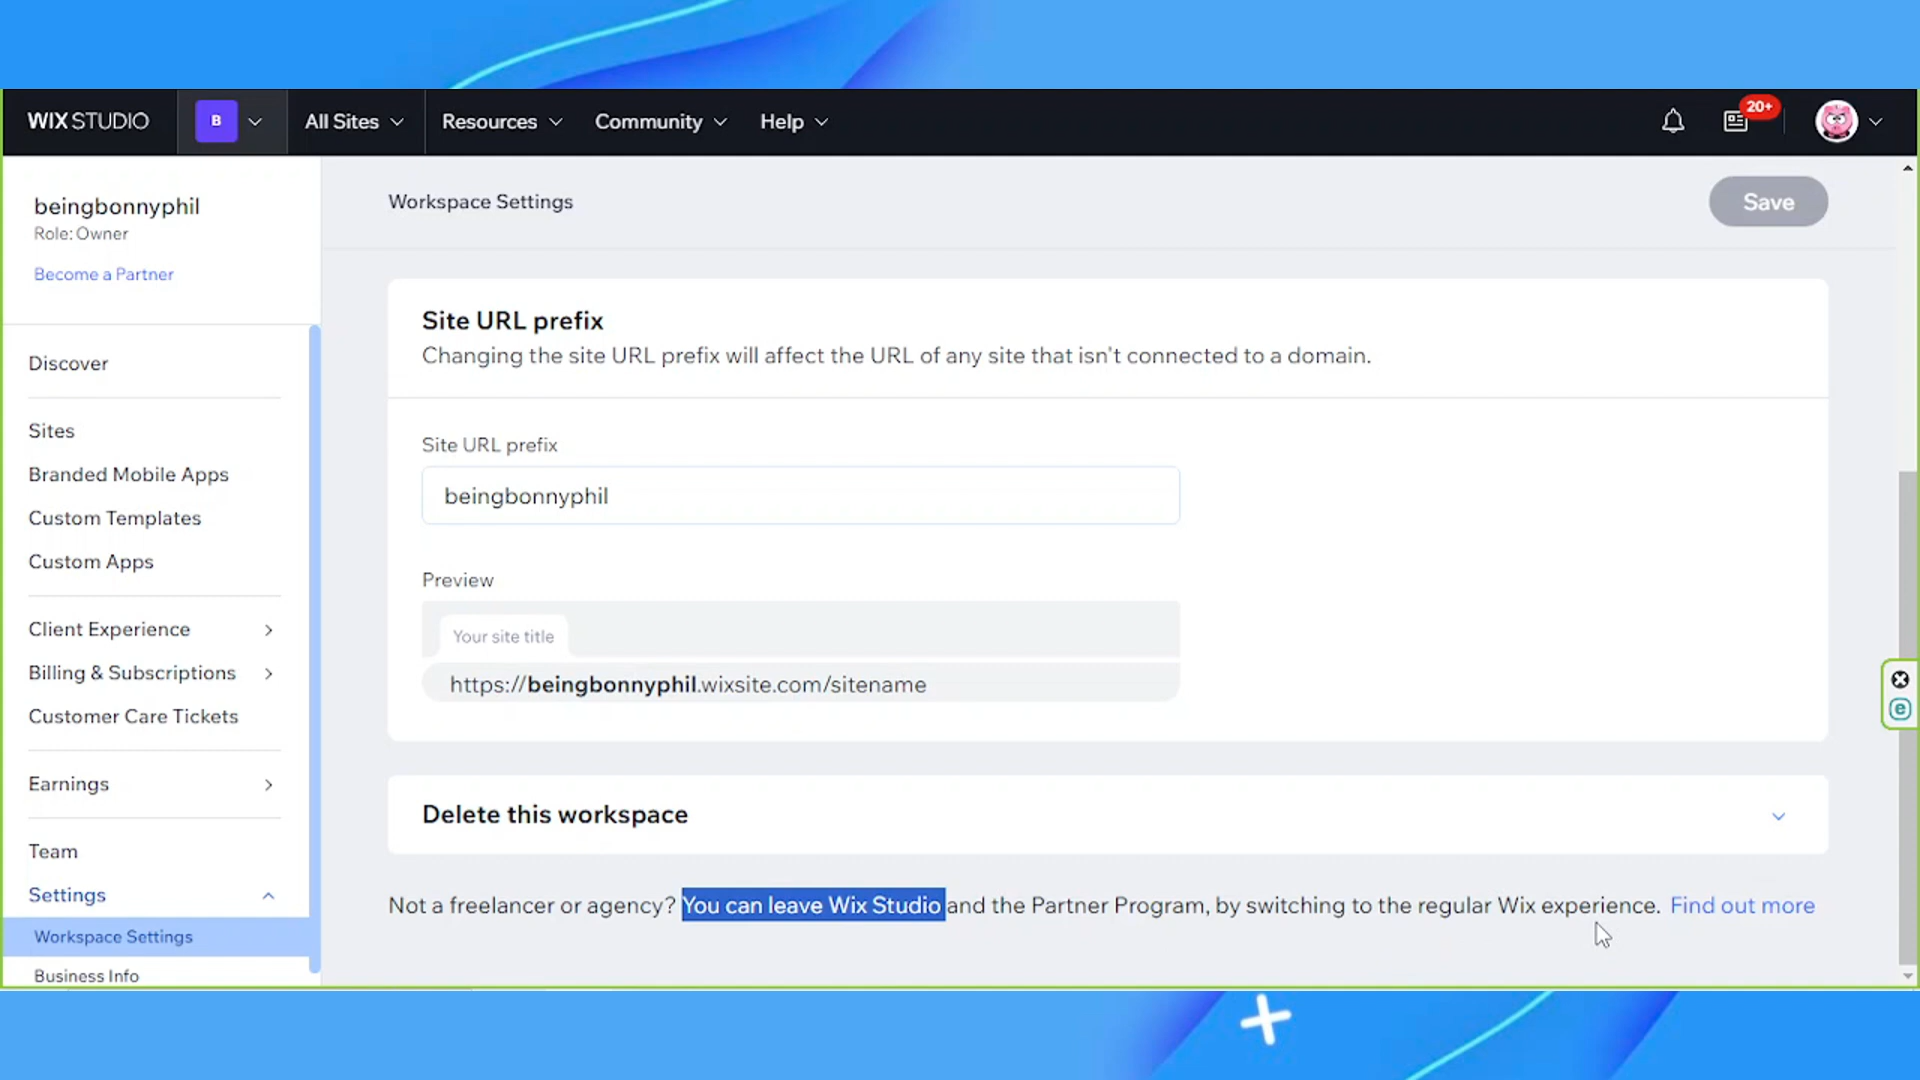 WIX STUDIO
B
All Sites
Resources
Community
Help
20+
beingbonnyphil
Role: Owner
Become a Partner
Discover
Sites
Branded Mobile Apps
Custom Templates
Custom Apps
Client Experience
Billing & Subscriptions
Customer Care Tickets
Earnings
Team
Settings
Workspace Settings
Business Info
Workspace Settings
Save
Site URL prefix
Changing the site URL prefix will affect the URL of any site that isn't connected to a domain.
Site URL prefix
beingbonnyphil
Preview
Your site title
https://beingbonnyphil.wixsite.com/sitename
Delete this workspace
Not a freelancer or agency? You can leave Wix Studio and the Partner Program, by switching to the regular Wix experience. Find out more
e